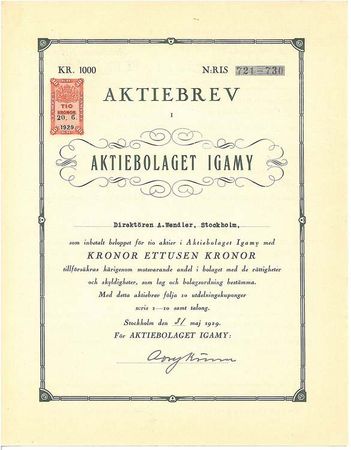 KR. 1000 N:RIS 721-730
AKTIEBREV
I
TIO
KRONOR
20. 6.
1929
AKTIEBOLAGET IGAMY
Direktören A.Wendler, Stockholm,
som inbetalt beloppet för tio aktier i Aktiebolaget Igamy med
KRONOR ETTUSEN KRONOR
tillförsäkras härigenom motsvarande andel i bolaget med de rättigheter
och skyldigheter, som lag och bolagsordning bestämma.
Med detta aktiebrev följa 10 utdelningskuponger
serie 1—10 samt talong.
Stockholm den 31 maj 1929.
För AKTIEBOLAGET IGAMY: